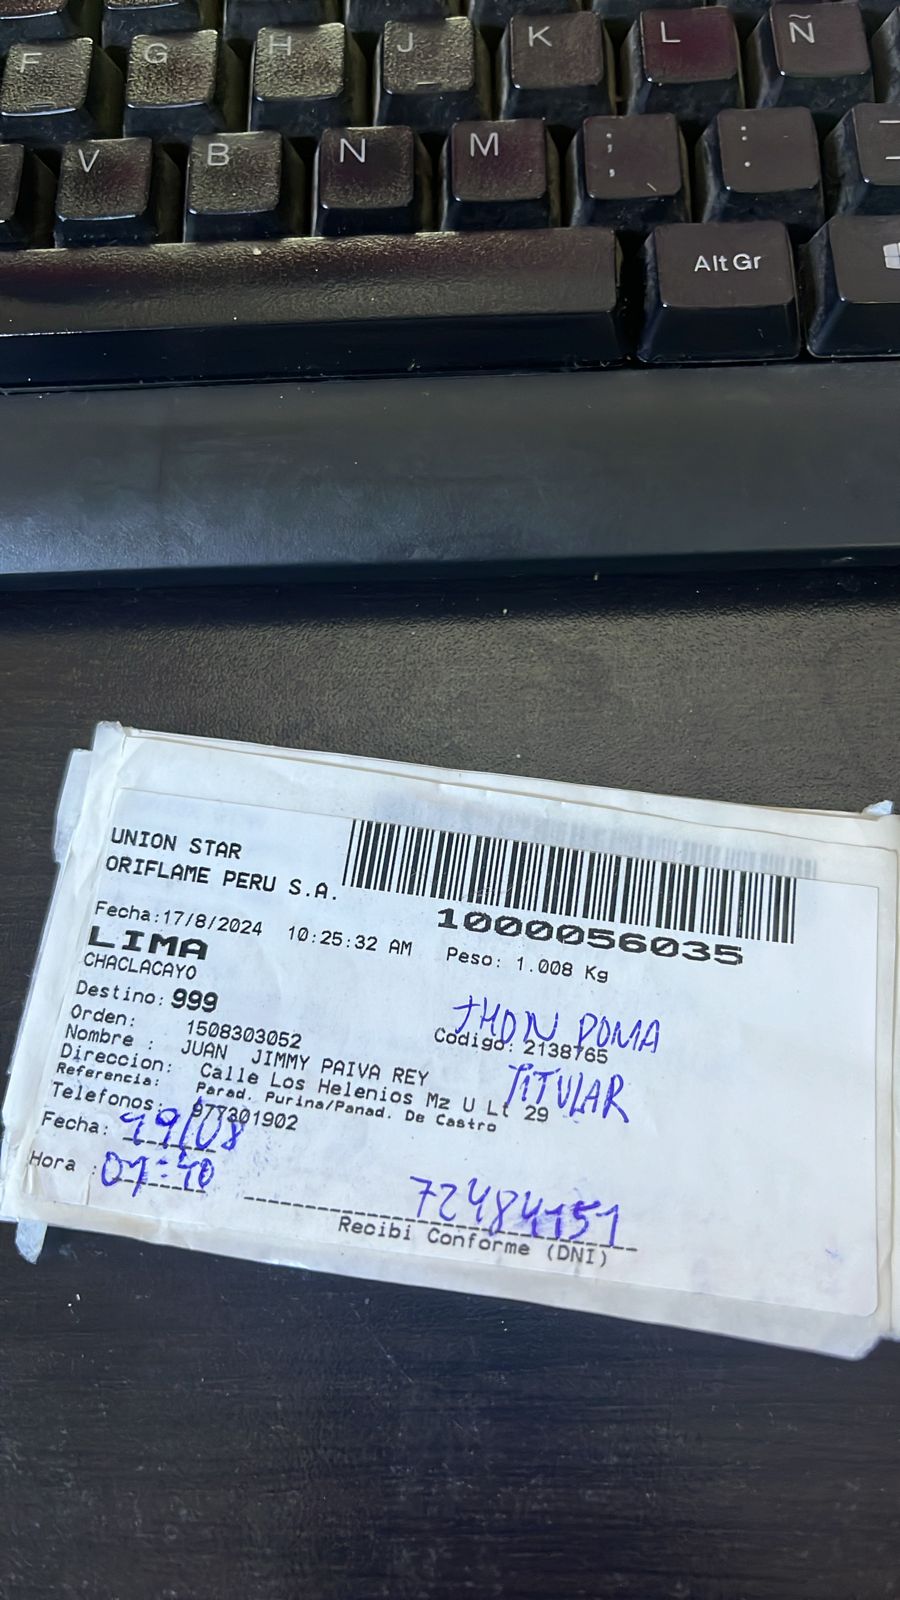 F G H J K L Ñ
V B N M ; :
, .
Alt Gr
UNION STAR
ORIFLAME PERU S.A.
1000056035
Fecha:17/8/2024 10:25:32 AM Peso: 1.008 Kg
LIMA
CHACLACAYO
Destino: 999
JHON POMA
Orden: 1508303052 Codigo: 2138765
Nombre : JUAN JIMMY PAIVA REY
TITULAR
Direccion: Calle Los Helenios Mz U Lt 29
Referencia: Parad. Purina/Panad. De Castro
Telefonos: 977301902
Fecha: 19/08
Hora : 07:40
72484151
Recibi Conforme (DNI)